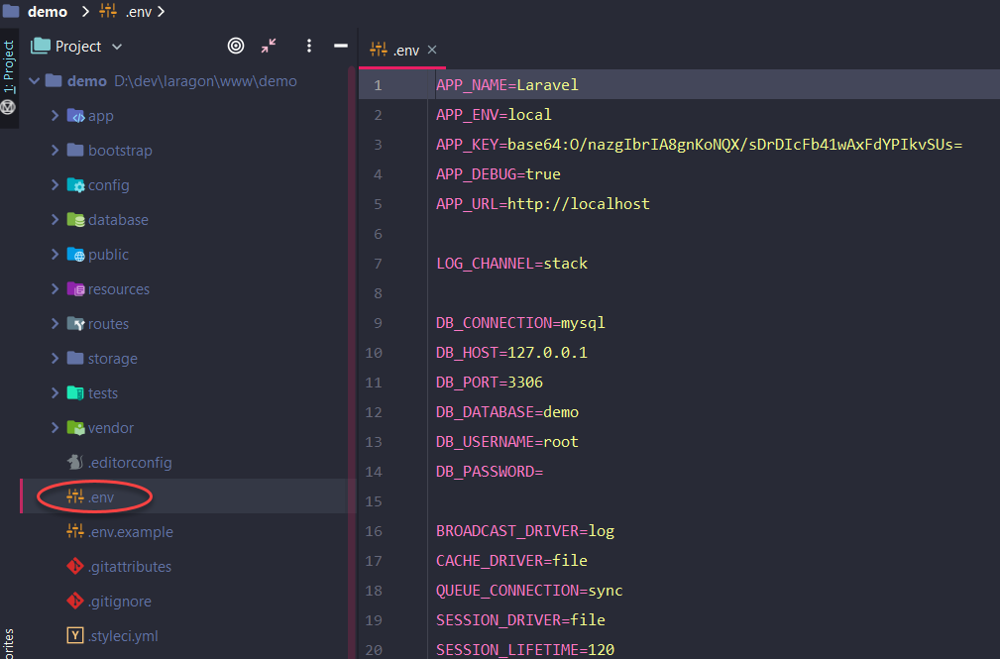 demo > .env >
1: Project
orites
Project
demo D:\dev\laragon\www\demo
app
bootstrap
config
database
public
resources
routes
storage
tests
vendor
.editorconfig
.env
.env.example
.gitattributes
.gitignore
.styleci.yml
.env ×
1 APP_NAME=Laravel
2 APP_ENV=local
3 APP_KEY=base64:O/nazgIbrIA8gnKoNQX/sDrDIcFb41wAxFdYPIkvSUs=
4 APP_DEBUG=true
5 APP_URL=http://localhost
6
7 LOG_CHANNEL=stack
8
9 DB_CONNECTION=mysql
10 DB_HOST=127.0.0.1
11 DB_PORT=3306
12 DB_DATABASE=demo
13 DB_USERNAME=root
14 DB_PASSWORD=
15
16 BROADCAST_DRIVER=log
17 CACHE_DRIVER=file
18 QUEUE_CONNECTION=sync
19 SESSION_DRIVER=file
20 SESSION_LIFETIME=120